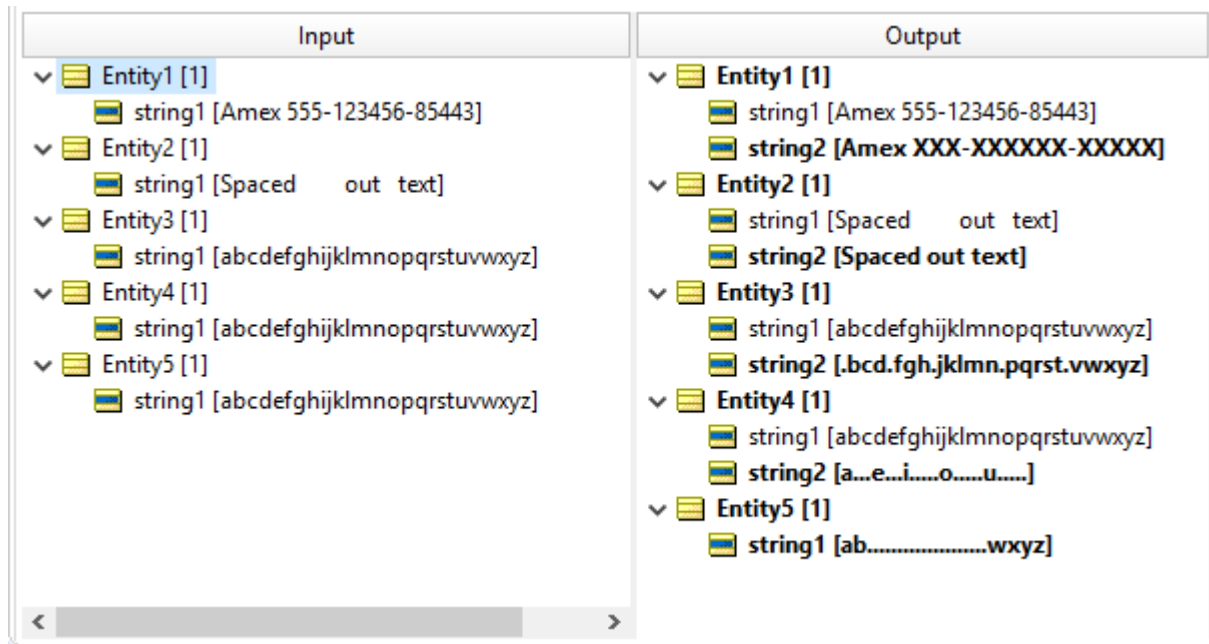 Input
Entity1 [1]
string1 [Amex 555-123456-85443]
Entity2 [1]
string1 [Spaced      out  text]
Entity3 [1]
string1 [abcdefghijklmnopqrstuvwxyz]
Entity4 [1]
string1 [abcdefghijklmnopqrstuvwxyz]
Entity5 [1]
string1 [abcdefghijklmnopqrstuvwxyz]
Output
Entity1 [1]
string1 [Amex 555-123456-85443]
string2 [Amex XXX-XXXXXX-XXXXX]
Entity2 [1]
string1 [Spaced      out  text]
string2 [Spaced out text]
Entity3 [1]
string1 [abcdefghijklmnopqrstuvwxyz]
string2 [.bcd.fgh.jklmn.pqrst.vwxyz]
Entity4 [1]
string1 [abcdefghijklmnopqrstuvwxyz]
string2 [a...e...i.....o.....u.....]
Entity5 [1]
string1 [ab....................wxyz]